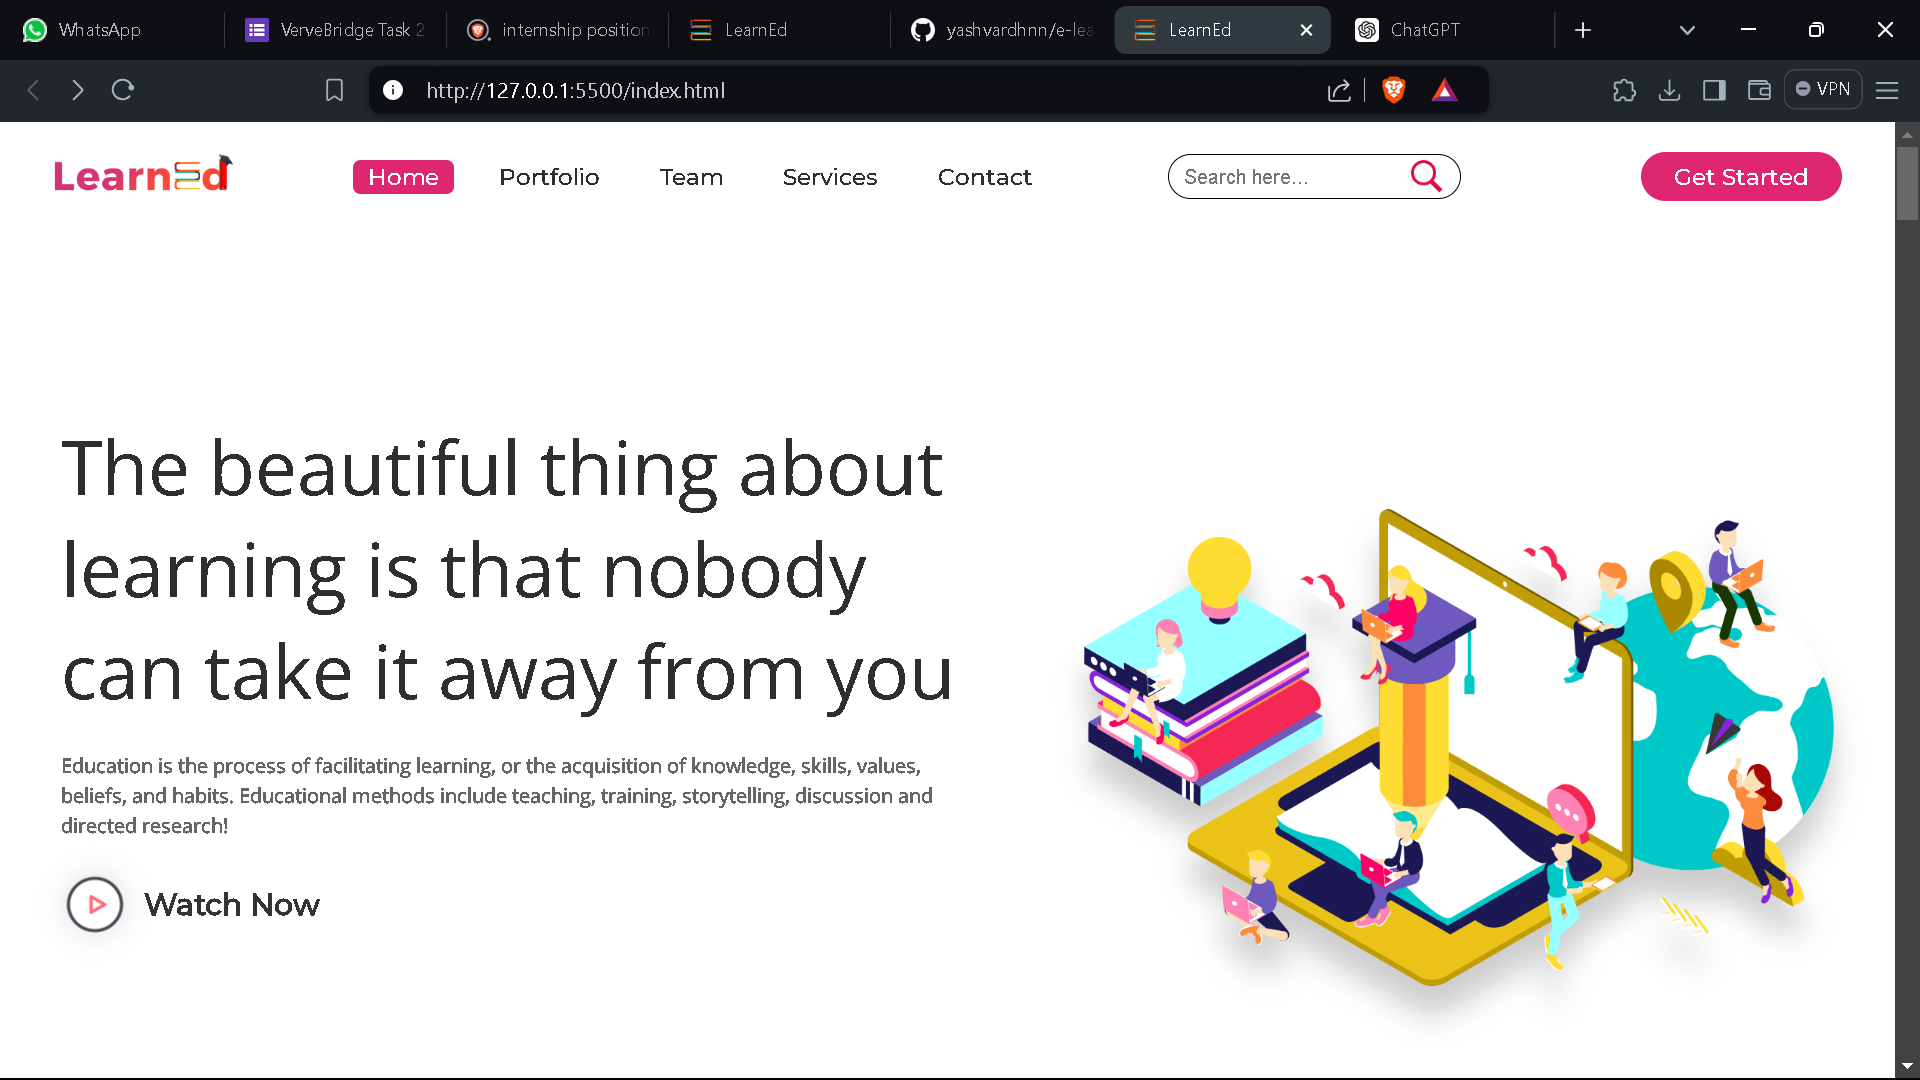 WhatsApp
VerveBridge Task 2
internship position
LearnEd
yashvardhnn/e-lea
LearnEd
ChatGPT
http://127.0.0.1:5500/index.html
VPN
LearnEd
Home
Portfolio
Team
Services
Contact
Search here...
Get Started
The beautiful thing about
learning is that nobody
can take it away from you
Education is the process of facilitating learning, or the acquisition of knowledge, skills, values,
beliefs, and habits. Educational methods include teaching, training, storytelling, discussion and
directed research!
Watch Now